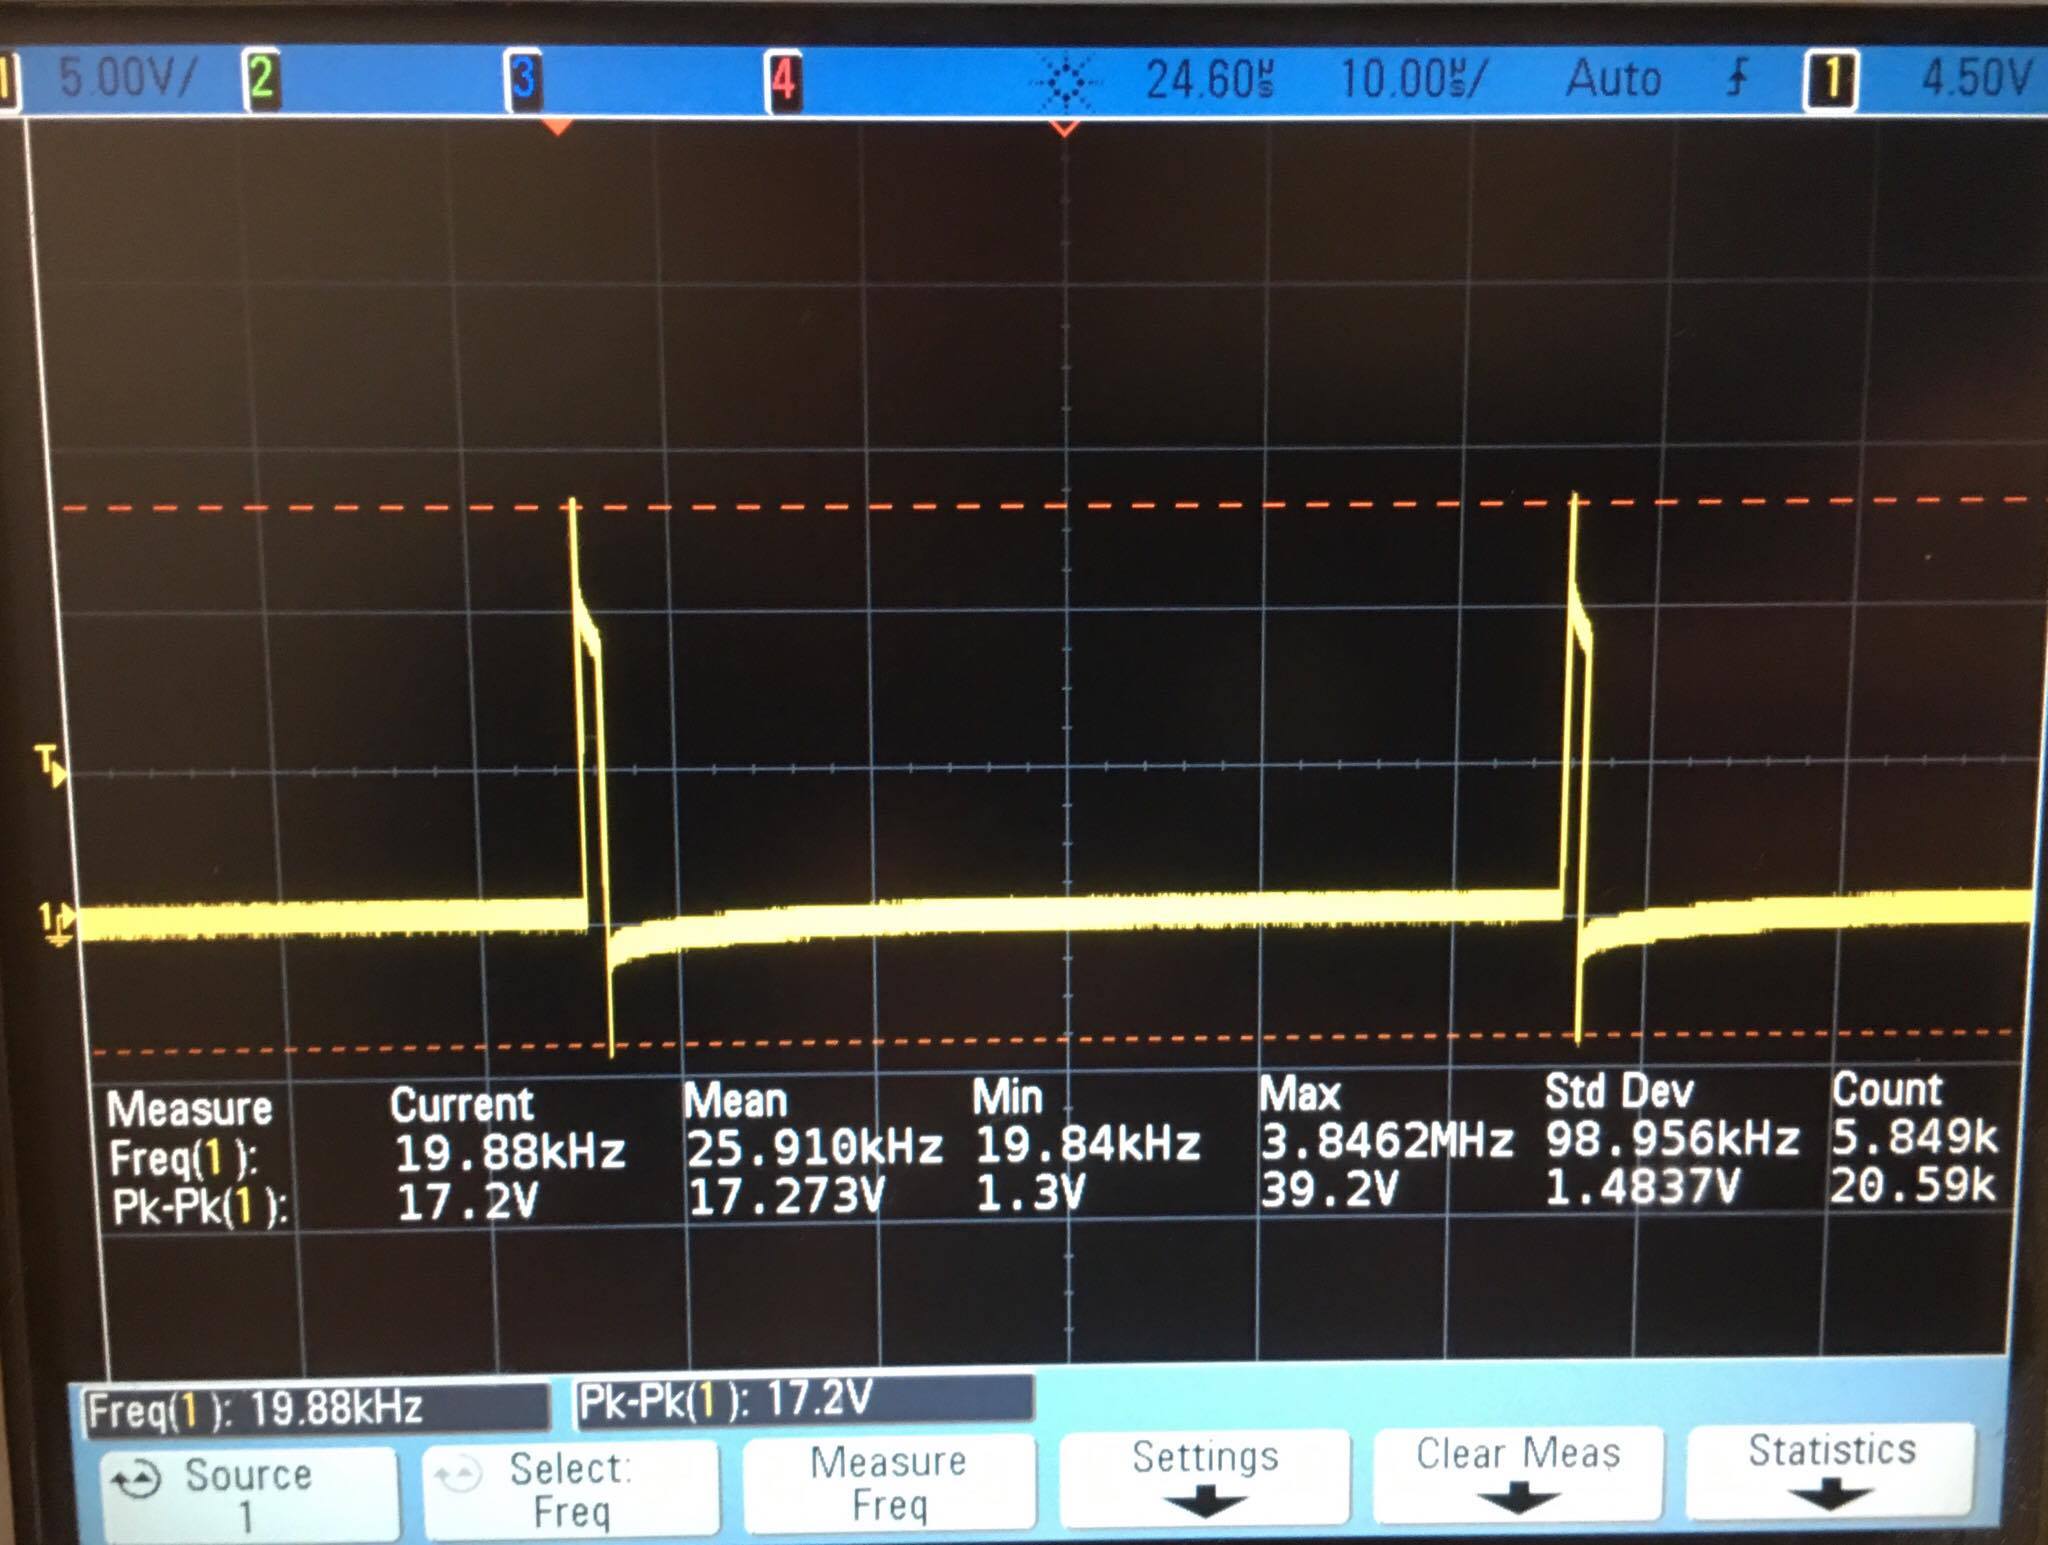 1 5.00V/ 2 3 4 24.60µs 10.00µs/ Auto 1 4.50V
T
1
Measure Current Mean Min Max Std Dev Count
Freq(1): 19.88kHz 25.910kHz 19.84kHz 3.8462MHz 98.956kHz 5.849k
Pk-Pk(1): 17.2V 17.273V 1.3V 39.2V 1.4837V 20.59k
Freq(1): 19.88kHz Pk-Pk(1): 17.2V
Source Select: Measure Settings Clear Meas Statistics
1 Freq Freq